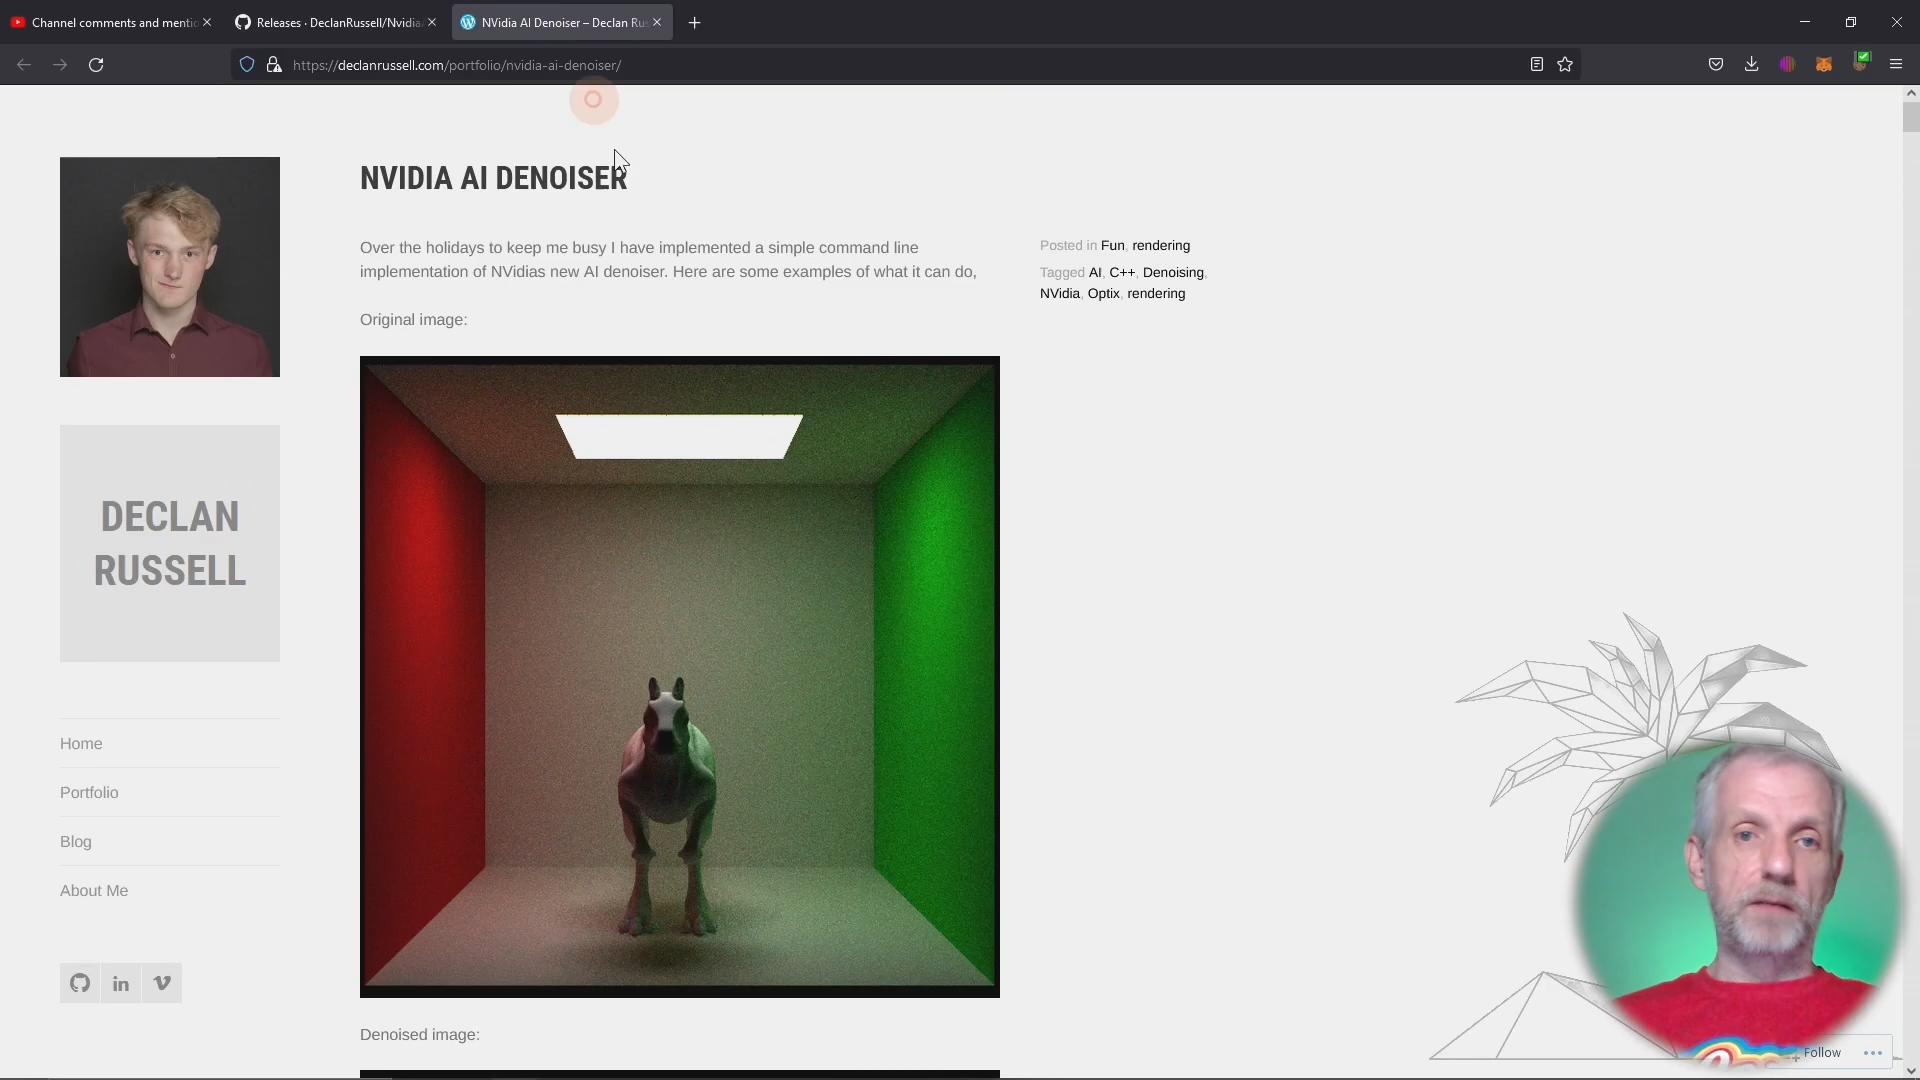 Channel comments and mentio
Releases · DeclanRussell/Nvidia
NVidia AI Denoiser – Declan Rus
https://declanrussell.com/portfolio/nvidia-ai-denoiser/
NVIDIA AI DENOISER
Over the holidays to keep me busy I have implemented a simple command line
implementation of NVidias new AI denoiser. Here are some examples of what it can do,
Original image:
Posted in Fun, rendering
Tagged AI, C++, Denoising,
NVidia, Optix, rendering
DECLAN
RUSSELL
Home
Portfolio
Blog
About Me
in
Denoised image:
Follow